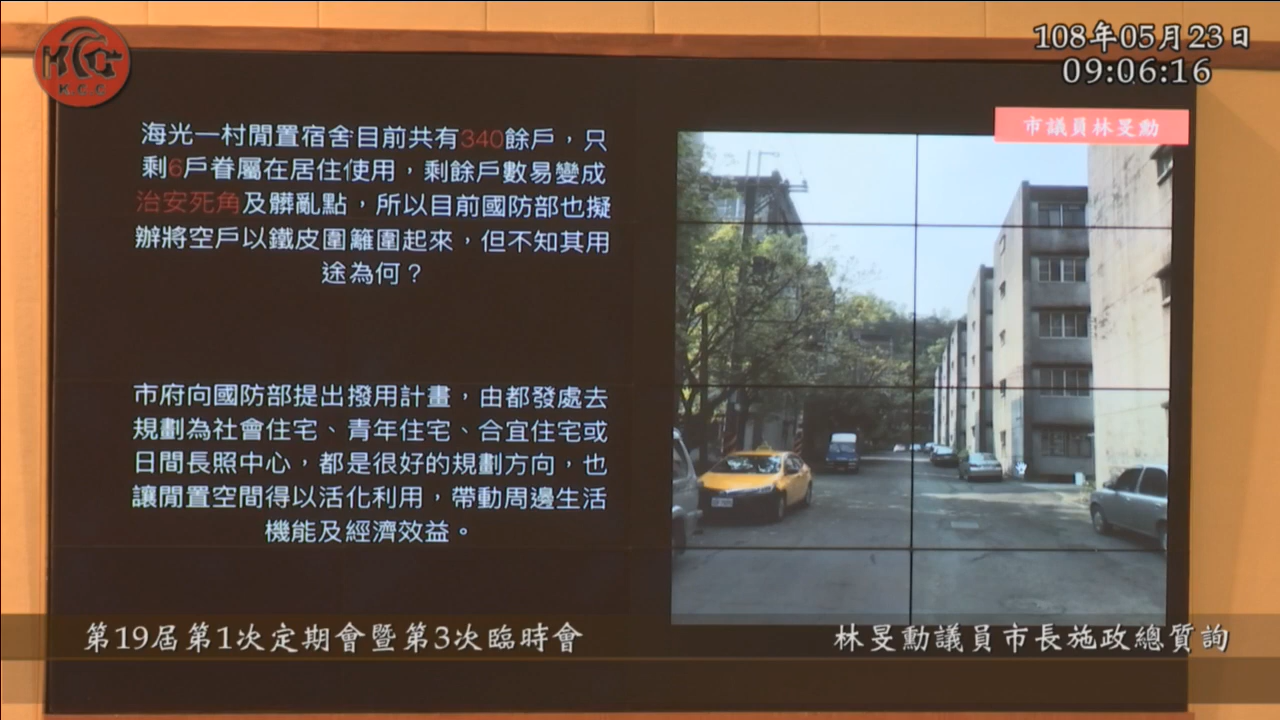 KCC
K.C.C
108年05月23日
09:06:16
市議員林旻勳
海光一村閒置宿舍目前共有340餘戶，只
剩6戶眷屬在居住使用，剩餘戶數易變成
治安死角及髒亂點，所以目前國防部也擬
辦將空戶以鐵皮圍籬圍起來，但不知其用
途為何？
市府向國防部提出撥用計畫，由都發處去
規劃為社會住宅、青年住宅、合宜住宅或
日間長照中心，都是很好的規劃方向，也
讓閒置空間得以活化利用，帶動周邊生活
機能及經濟效益。
第19屆第1次定期會暨第3次臨時會
林旻勳議員市長施政總質詢